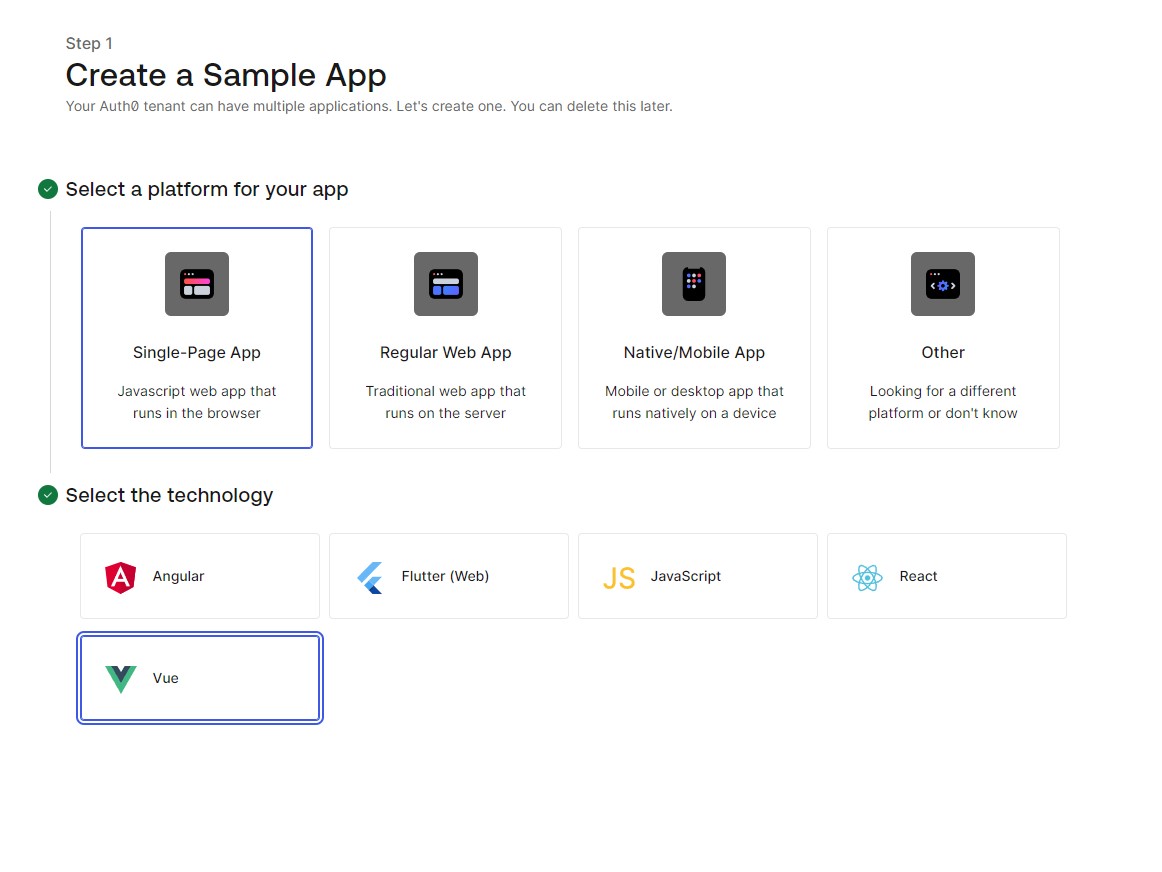 Step 1
Create a Sample App
Your Auth0 tenant can have multiple applications. Let's create one. You can delete this later.
Select a platform for your app
Single-Page App
Javascript web app that
runs in the browser
Regular Web App
Traditional web app that
runs on the server
Native/Mobile App
Mobile or desktop app that
runs natively on a device
Other
Looking for a different
platform or don't know
Select the technology
Angular
Flutter (Web)
JS JavaScript
React
Vue